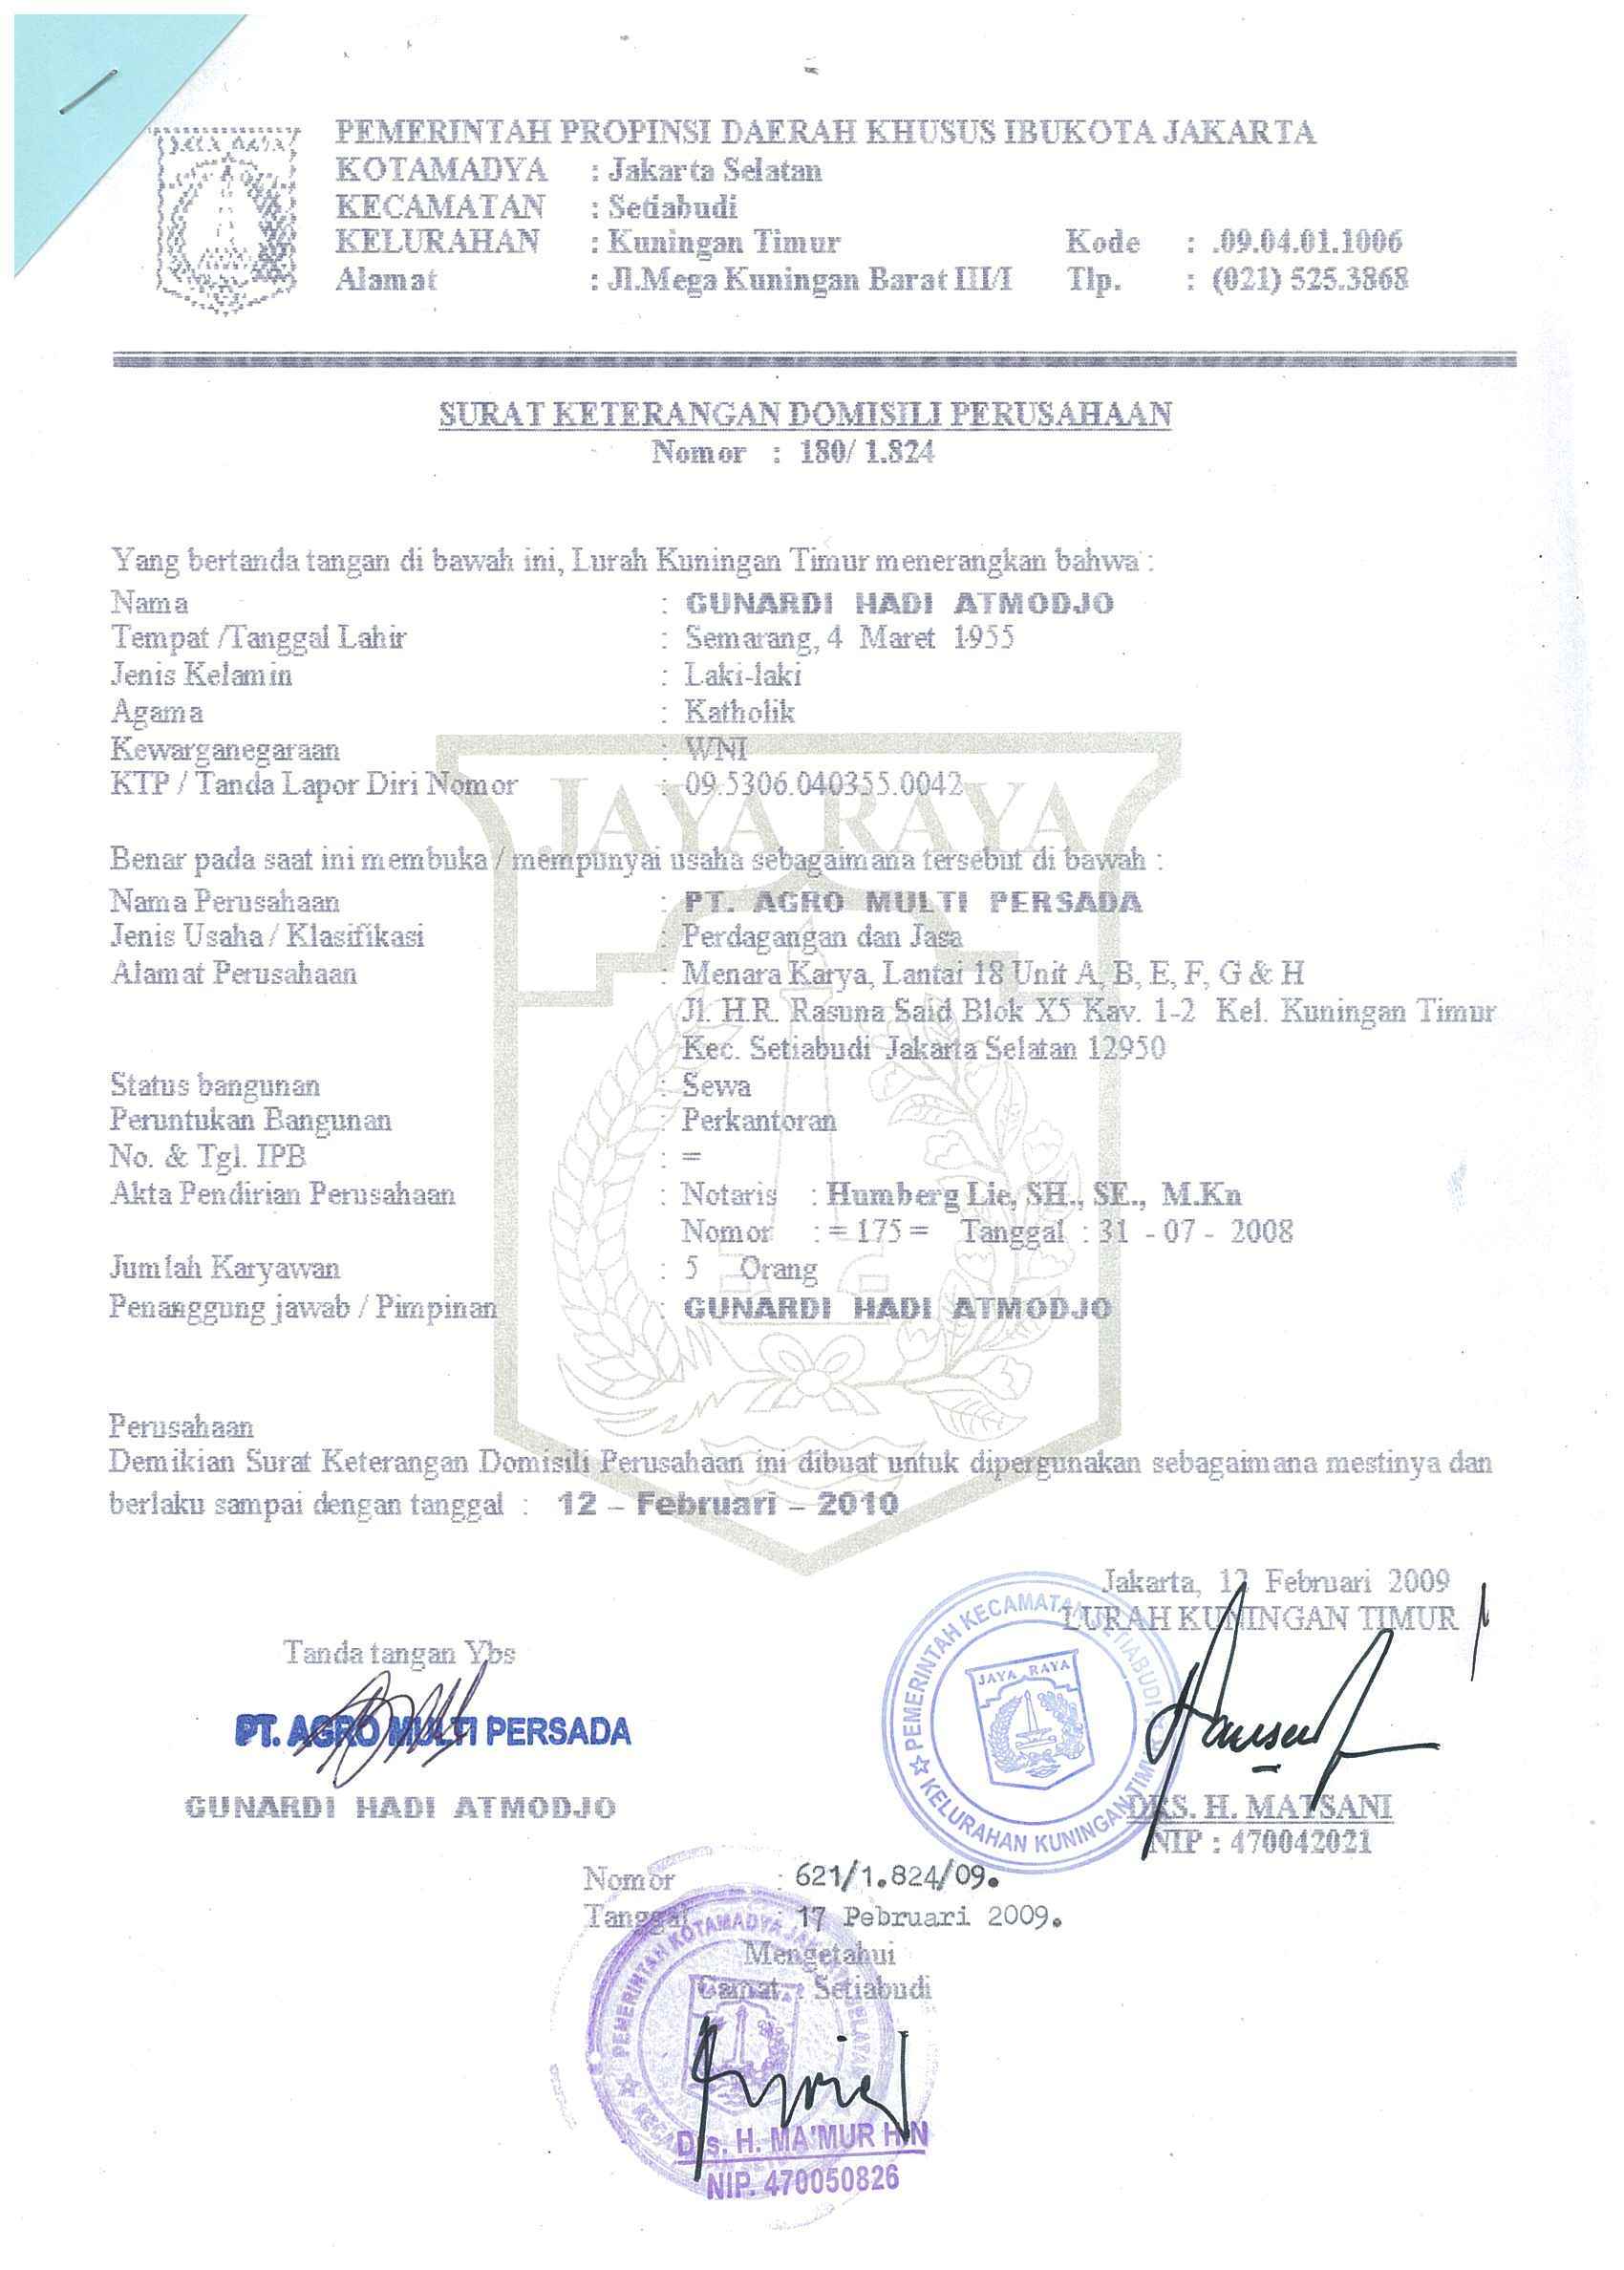 JAYA RAYA
PEMERINTAH PROPINSI DAERAH KHUSUS IBUKOTA JAKARTA
KOTAMADYA : Jakarta Selatan
KECAMATAN : Setiabudi
KELURAHAN : Kuningan Timur Kode : .09.04.01.1006
Alamat : Jl.Mega Kuningan Barat III/I Tlp. : (021) 525.3868
SURAT KETERANGAN DOMISILI PERUSAHAAN
Nomor : 180/ 1.824
Yang bertanda tangan di bawah ini, Lurah Kuningan Timur menerangkan bahwa :
Nama : GUNARDI HADI ATMODJO
Tempat /Tanggal Lahir : Semarang, 4 Maret 1955
Jenis Kelamin : Laki-laki
Agama : Katholik
Kewarganegaraan : WNI
KTP / Tanda Lapor Diri Nomor : 09.5306.040355.0042
JAYA RAYA
Benar pada saat ini membuka / mempunyai usaha sebagaimana tersebut di bawah :
Nama Perusahaan : PT. AGRO MULTI PERSADA
Jenis Usaha / Klasifikasi : Perdagangan dan Jasa
Alamat Perusahaan : Menara Karya, Lantai 18 Unit A, B, E, F, G & H
Jl. H.R. Rasuna Said Blok X5 Kav. 1-2 Kel. Kuningan Timur
Kec. Setiabudi Jakarta Selatan 12950
Status bangunan : Sewa
Peruntukan Bangunan : Perkantoran
No. & Tgl. IPB : =
Akta Pendirian Perusahaan : Notaris : Humberg Lie, SH., SE., M.Kn
Nomor : = 175 = Tanggal : 31 - 07 - 2008
Jumlah Karyawan : 5 Orang
Penanggung jawab / Pimpinan : GUNARDI HADI ATMODJO
Perusahaan
Demikian Surat Keterangan Domisili Perusahaan ini dibuat untuk dipergunakan sebagaimana mestinya dan
berlaku sampai dengan tanggal : 12 – Februari – 2010
Jakarta, 12 Februari 2009
LURAH KUNINGAN TIMUR
PEMERINTAH KECAMATAN SETIABUDI
JAYA RAYA
KELURAHAN KUNINGAN TIMUR
Tanda tangan Ybs
PT. AGRO MULTI PERSADA
GUNARDI HADI ATMODJO
DRS. H. MATSANI
NIP : 470042021
Nomor : 621/1.824/09.
Tanggal : 17 Pebruari 2009.
Mengetahui
Camat : Setiabudi
PEMERINTAH KOTAMADYA JAKARTA SELATAN
Drs. H. MA'MUR H.N
NIP. 470050826